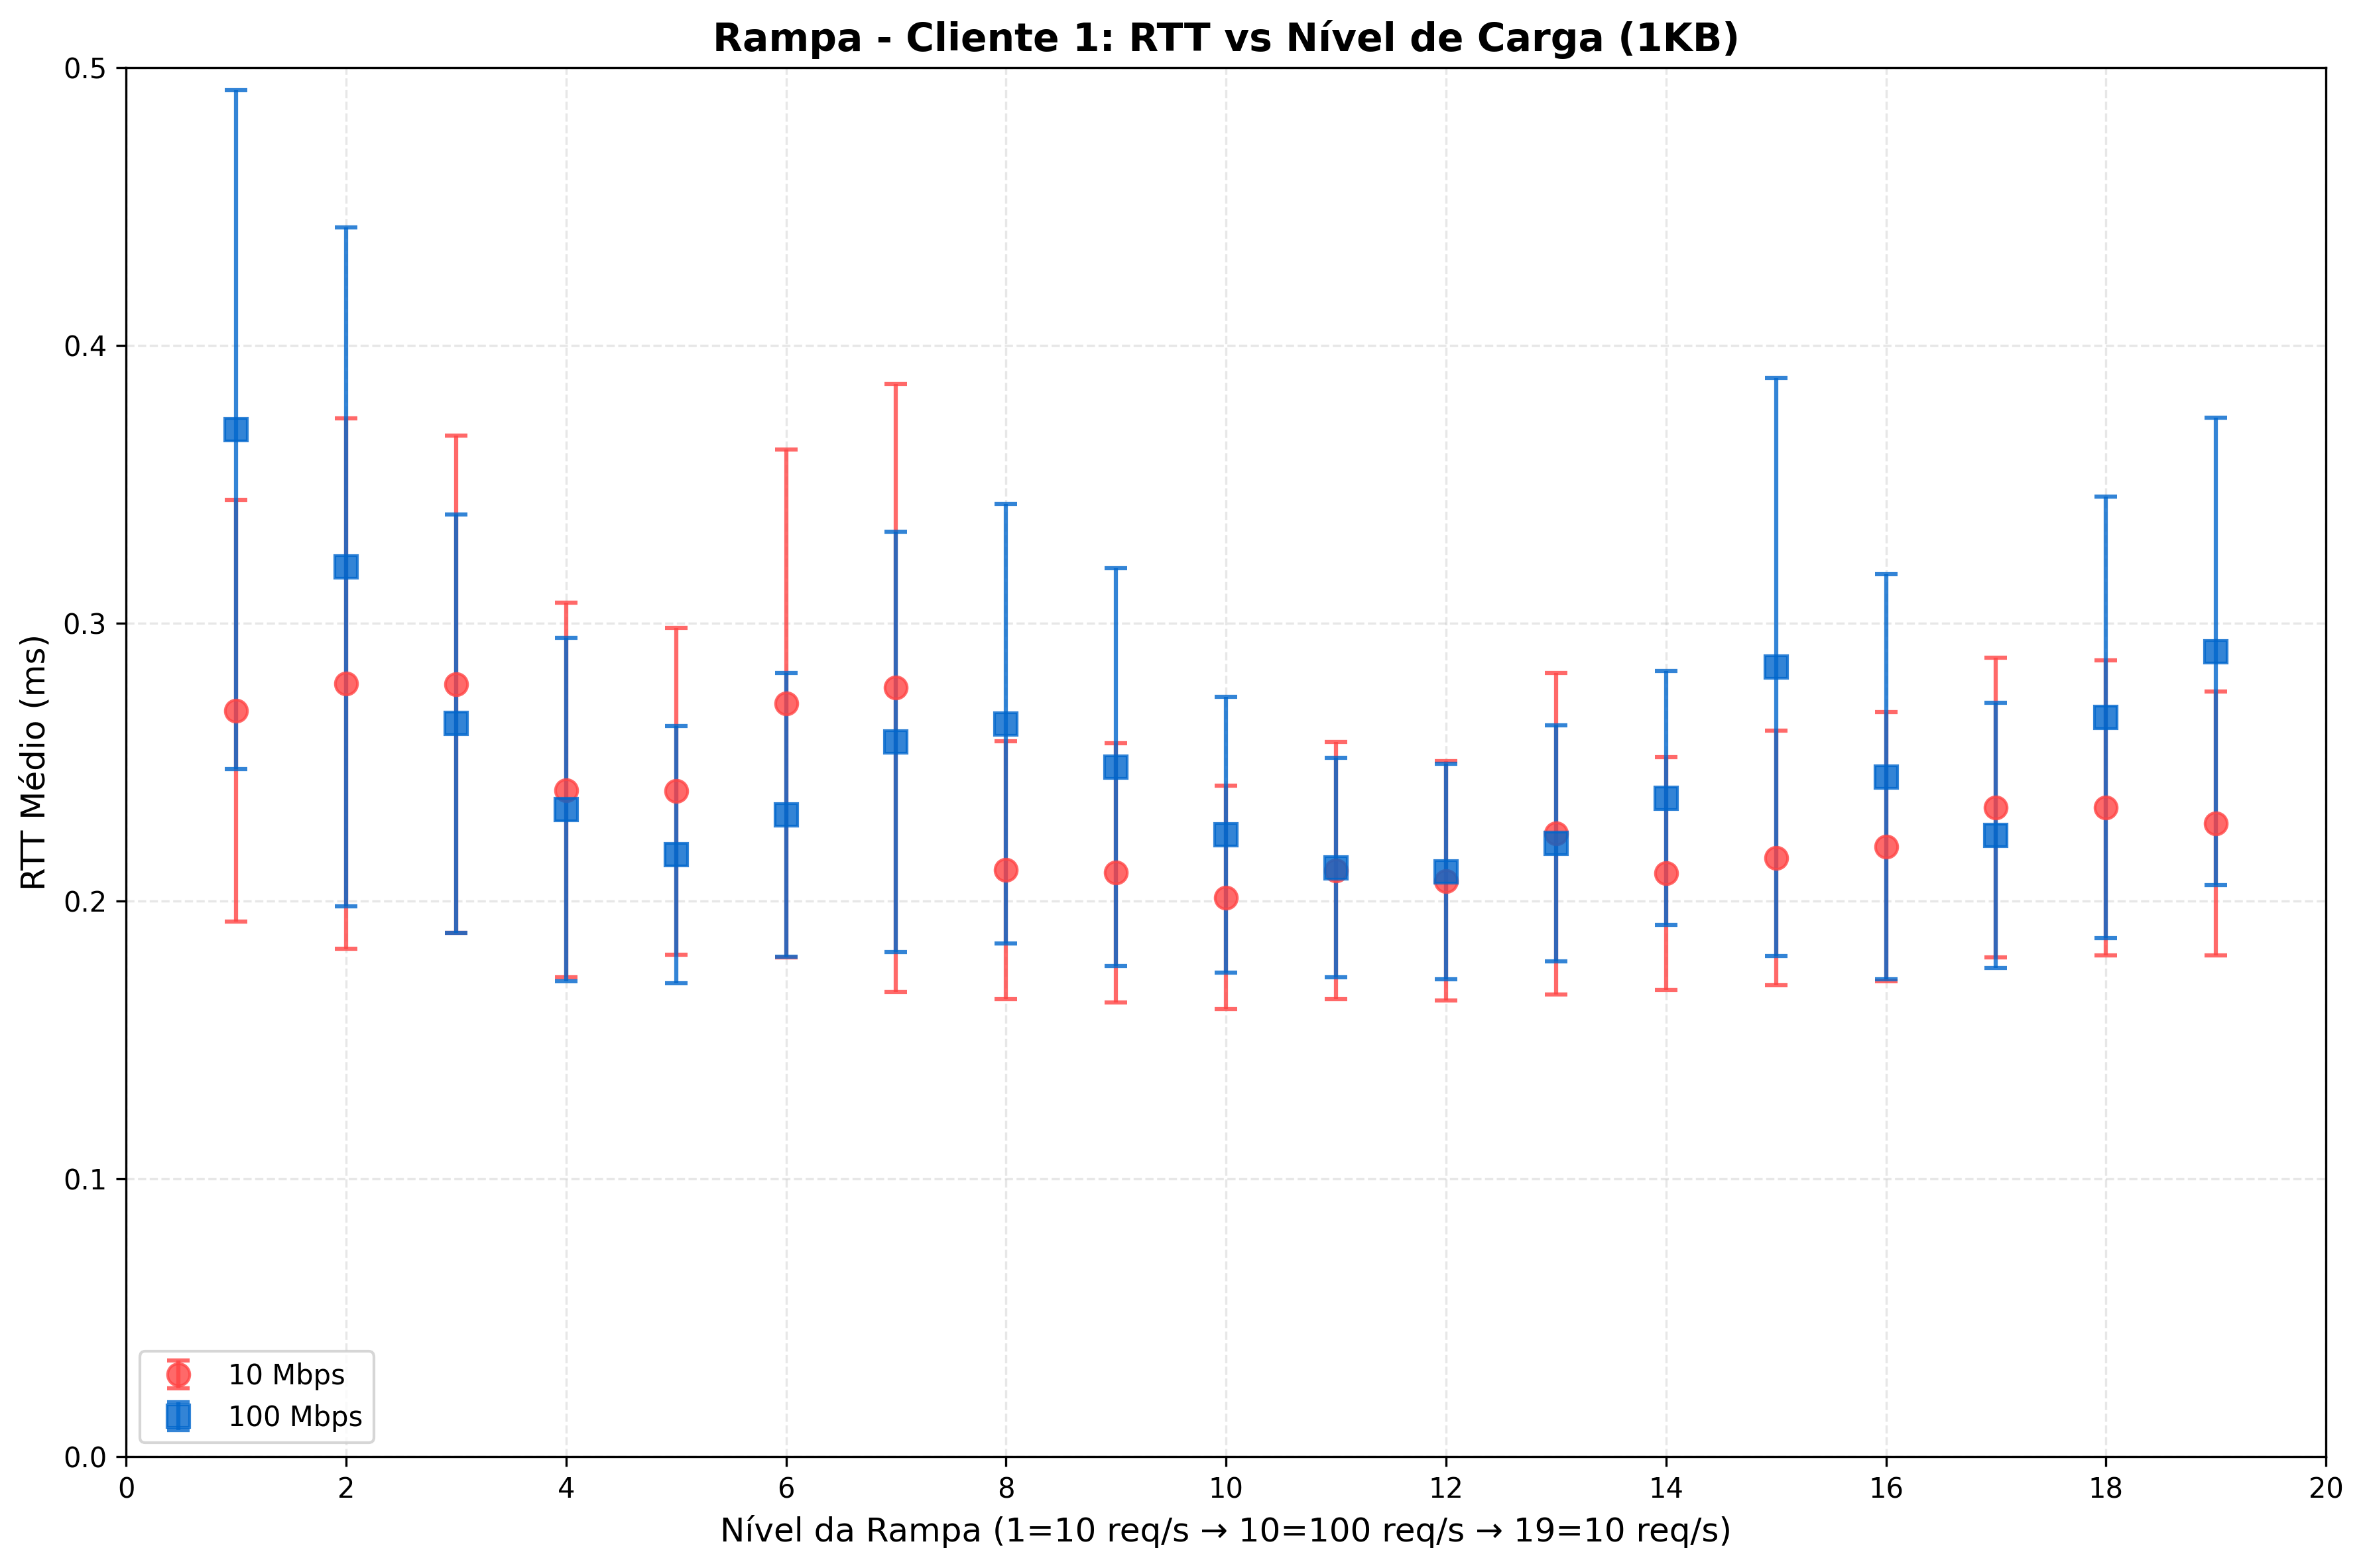 Rampa - Cliente 1: RTT vs Nível de Carga (1KB)
RTT Médio (ms)
0.5
0.4
0.3
0.2
0.1
0.0
10 Mbps
100 Mbps
0 2 4 6 8 10 12 14 16 18 20
Nível da Rampa (1=10 req/s → 10=100 req/s → 19=10 req/s)